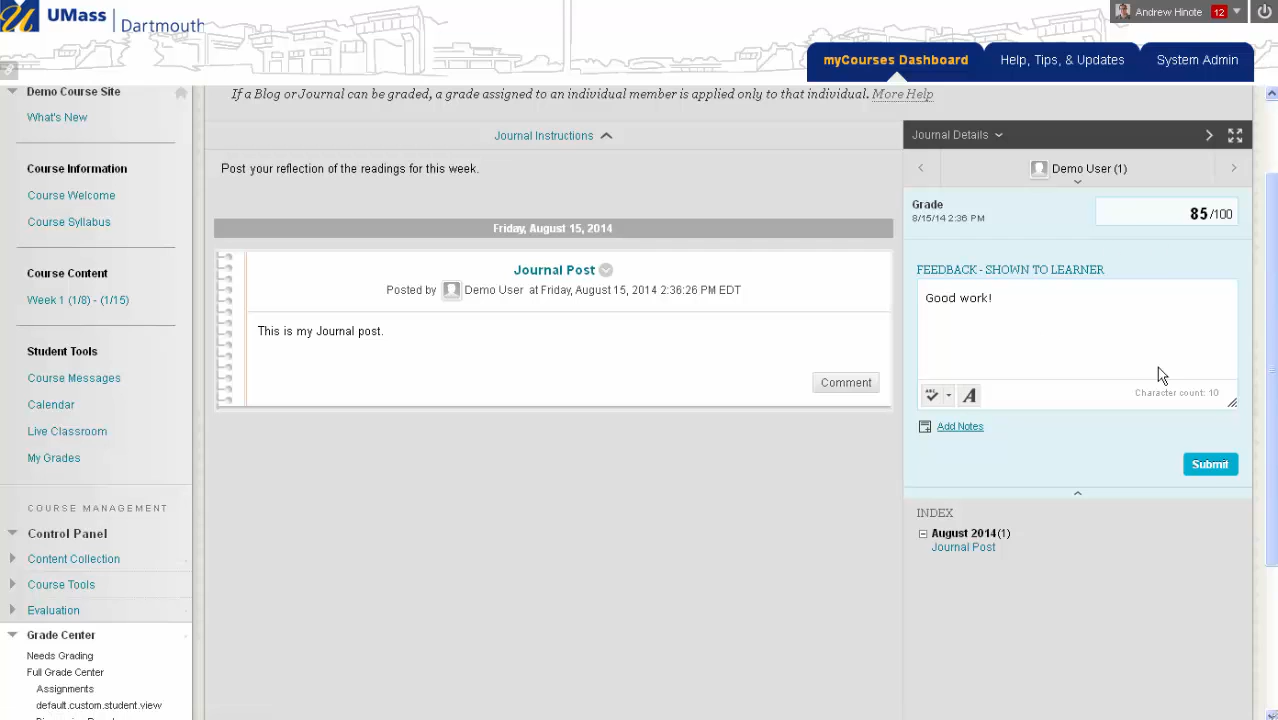 UMass
Dartmouth
Andrew Hinote 12
myCourses Dashboard
Help, Tips, & Updates
System Admin
Demo Course Site
What's New
Course Information
Course Welcome
Course Syllabus
Course Content
Week 1 (1/8) - (1/15)
Student Tools
Course Messages
Calendar
Live Classroom
My Grades
COURSE MANAGEMENT
Control Panel
Content Collection
Course Tools
Evaluation
Grade Center
Needs Grading
Full Grade Center
Assignments
default.custom.student.view
If a Blog or Journal can be graded, a grade assigned to an individual member is applied only to that individual. More Help
Journal Instructions
Post your reflection of the readings for this week.
Friday, August 15, 2014
Journal Post
Posted by Demo User at Friday, August 15, 2014 2:36:26 PM EDT
This is my Journal post.
Comment
Journal Details
Demo User (1)
Grade
8/15/14 2:36 PM
85 /100
FEEDBACK - SHOWN TO LEARNER
Good work!
ABC
A
Character count: 10
Add Notes
Submit
INDEX
August 2014 (1)
Journal Post